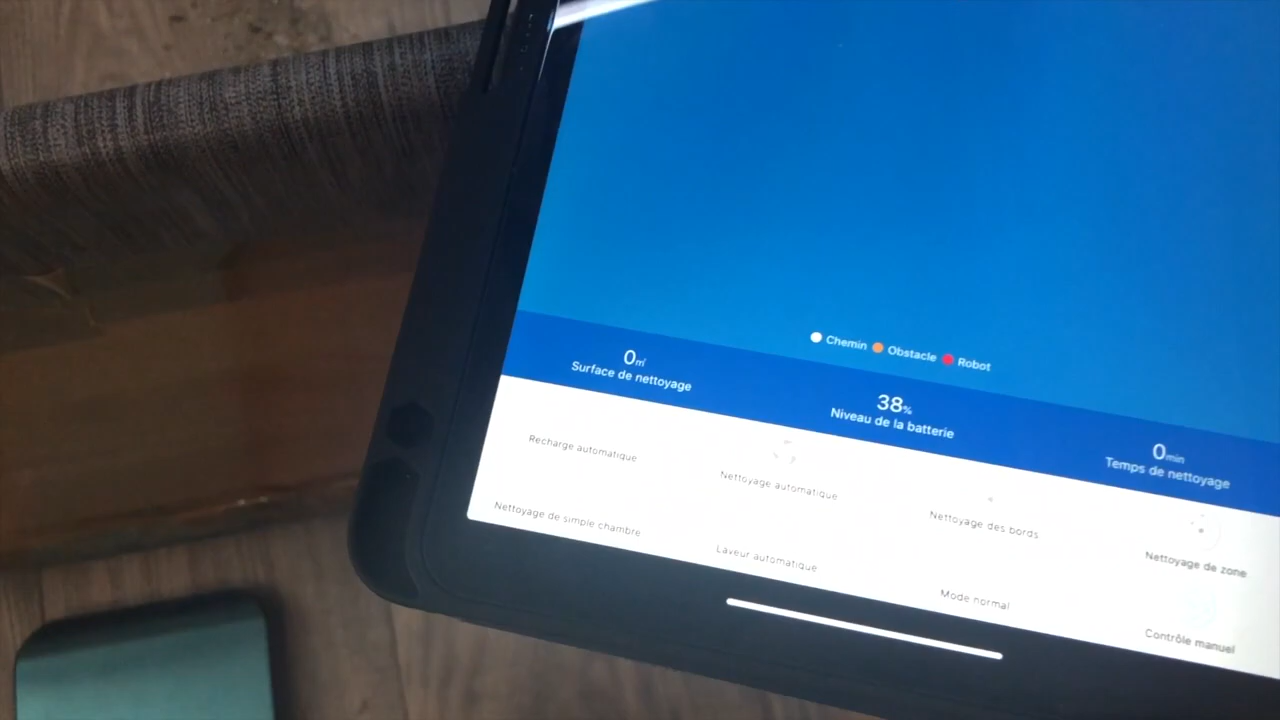 Chemin Obstacle Robot
0㎡
Surface de nettoyage
38%
Niveau de la batterie
0min
Temps de nettoyage
Recharge automatique
Nettoyage automatique
Nettoyage des bords
Nettoyage de zone
Nettoyage de simple chambre
Laveur automatique
Mode normal
Contrôle manuel